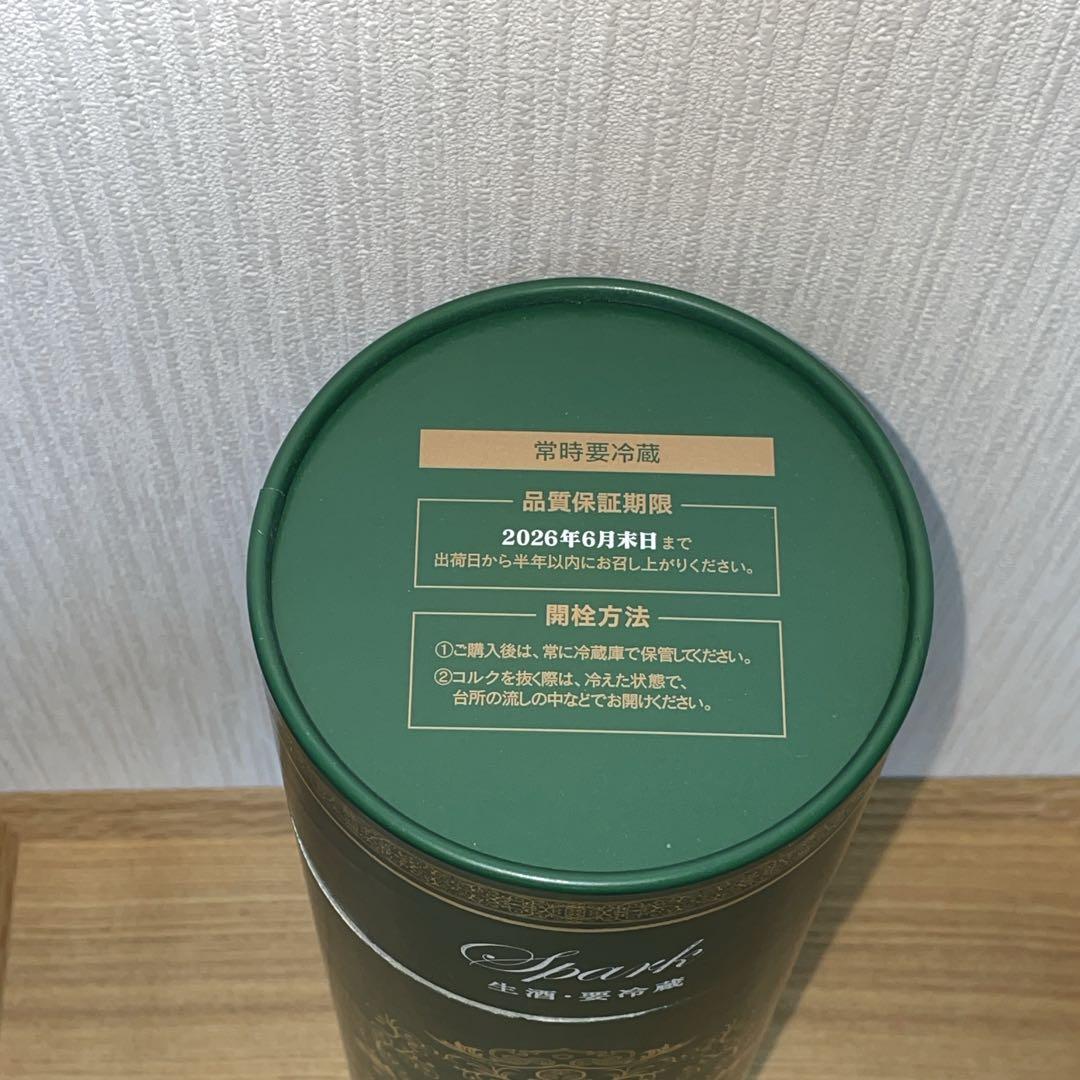 常時要冷蔵
品質保証期限
2026年6月末日まで
出荷日から半年以内にお召し上がりください。
開栓方法
①ご購入後は、常に冷蔵庫で保管してください。
②コルクを抜く際は、冷えた状態で、
台所の流しの中などでお開けください。
Spark
生酒・要冷蔵